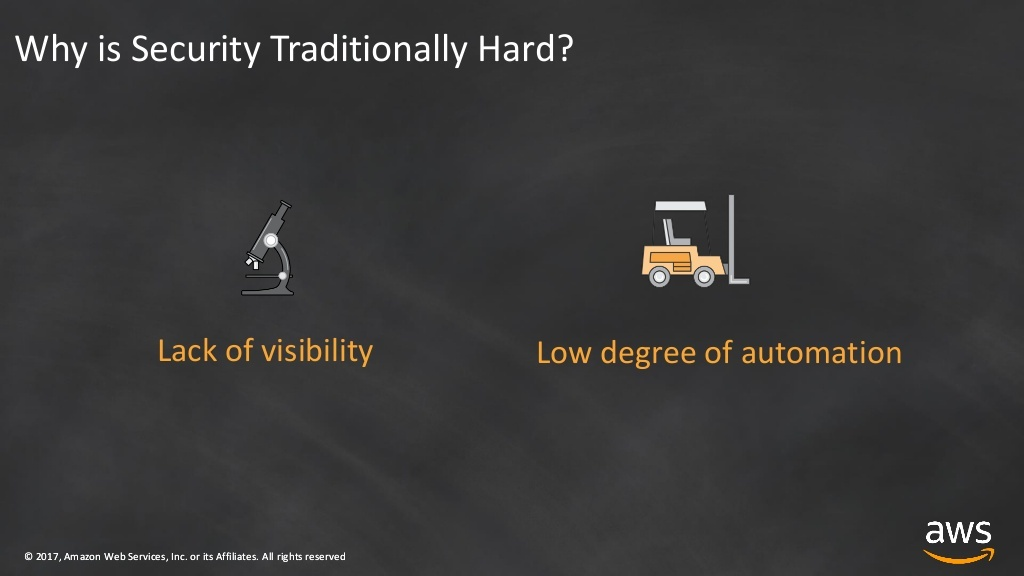 Why is Security Traditionally Hard?
Lack of visibility
Low degree of automation
© 2017, Amazon Web Services, Inc. or its Affiliates. All rights reserved
aws